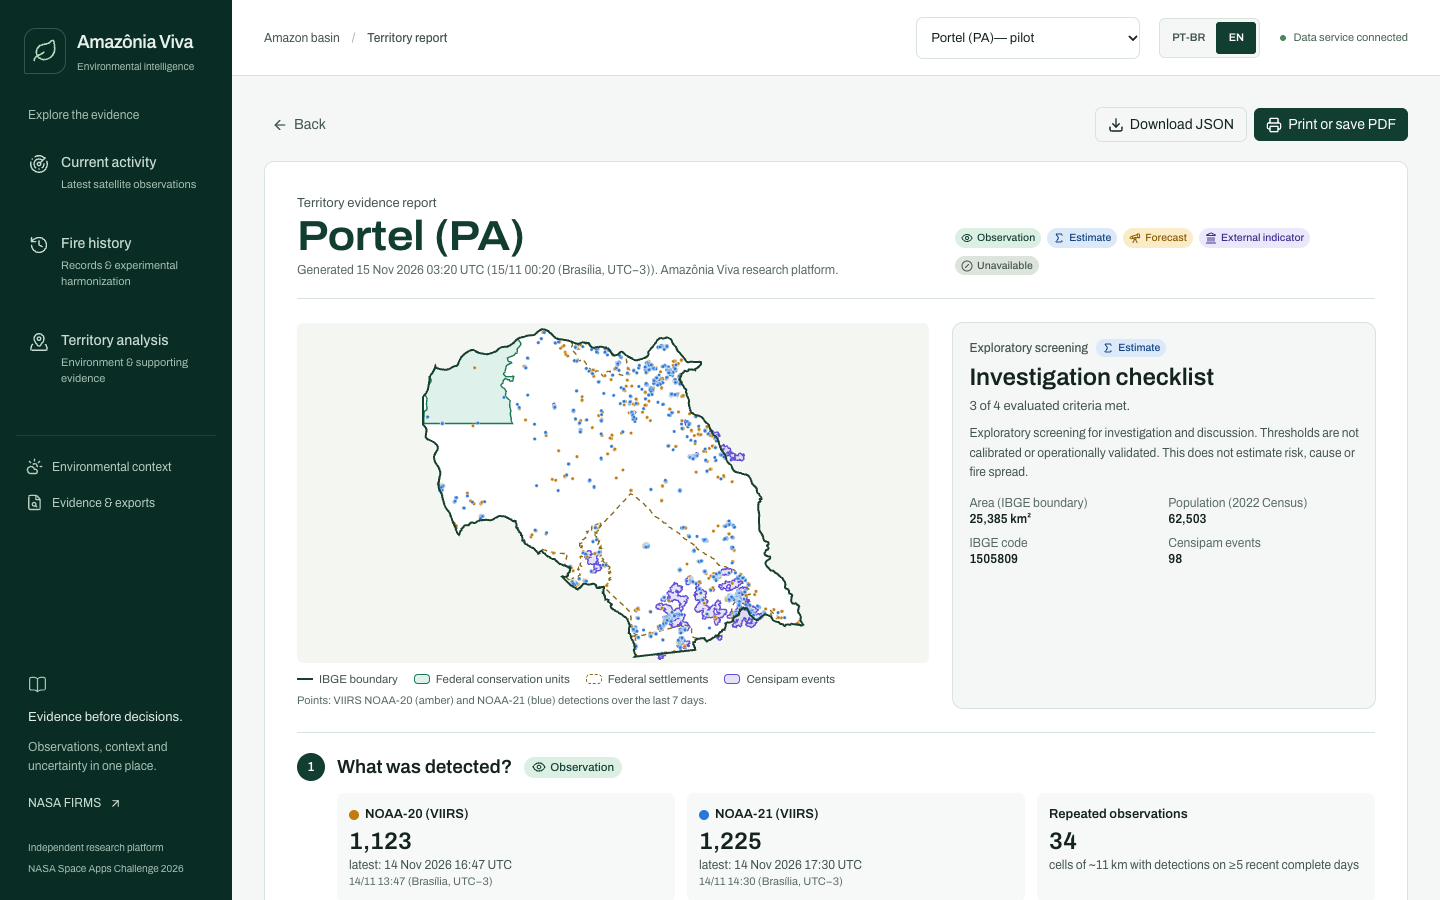 Amazônia Viva
Environmental intelligence
Explore the evidence
Current activity
Latest satellite observations
Fire history
Records & experimental
harmonization
Territory analysis
Environment & supporting
evidence
Environmental context
Evidence & exports
Evidence before decisions.
Observations, context and
uncertainty in one place.
NASA FIRMS
Independent research platform
NASA Space Apps Challenge 2026
Amazon basin / Territory report
Portel (PA)— pilot
PT-BR EN
Data service connected
Back
Download JSON
Print or save PDF
Territory evidence report
Portel (PA)
Generated 15 Nov 2026 03:20 UTC (15/11 00:20 (Brasília, UTC−3)). Amazônia Viva research platform.
Observation Estimate Forecast External indicator
Unavailable
IBGE boundary Federal conservation units Federal settlements Censipam events
Points: VIIRS NOAA-20 (amber) and NOAA-21 (blue) detections over the last 7 days.
Exploratory screening Estimate
Investigation checklist
3 of 4 evaluated criteria met.
Exploratory screening for investigation and discussion. Thresholds are not
calibrated or operationally validated. This does not estimate risk, cause or
fire spread.
Area (IBGE boundary) Population (2022 Census)
25,385 km² 62,503
IBGE code Censipam events
1505809 98
1 What was detected? Observation
NOAA-20 (VIIRS)
1,123
latest: 14 Nov 2026 16:47 UTC
14/11 13:47 (Brasília, UTC−3)
NOAA-21 (VIIRS)
1,225
latest: 14 Nov 2026 17:30 UTC
14/11 14:30 (Brasília, UTC−3)
Repeated observations
34
cells of ~11 km with detections on ≥5 recent complete days